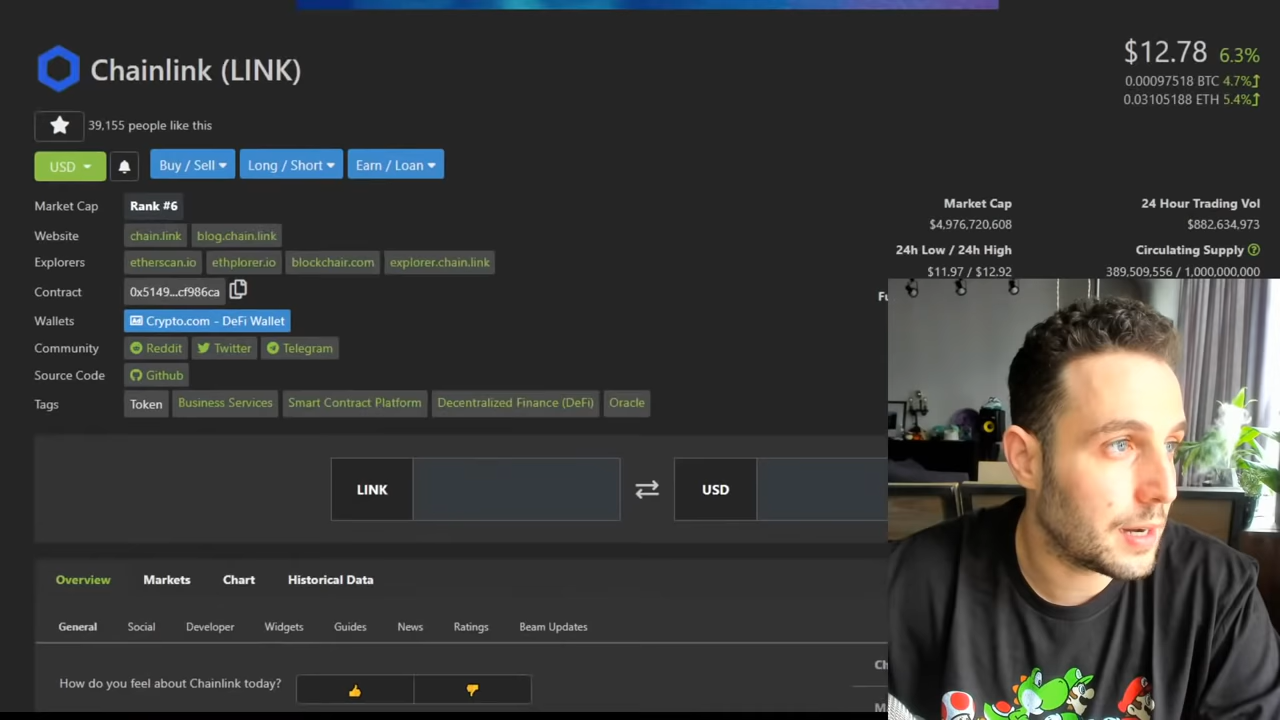 Chainlink (LINK)
$12.78 6.3%
0.00097518 BTC 4.7%
0.03105188 ETH 5.4%
39,155 people like this
USD
Buy / Sell
Long / Short
Earn / Loan
Market Cap Rank #6
Website chain.link blog.chain.link
Explorers etherscan.io ethplorer.io blockchair.com explorer.chain.link
Contract 0x5149...cf986ca
Wallets Crypto.com - DeFi Wallet
Community Reddit Twitter Telegram
Source Code Github
Tags Token Business Services Smart Contract Platform Decentralized Finance (DeFi) Oracle
Market Cap
$4,976,720,608
24 Hour Trading Vol
$882,634,973
24h Low / 24h High
$11.97 / $12.92
Circulating Supply
389,509,556 / 1,000,000,000
Fu
LINK
USD
Overview Markets Chart Historical Data
General Social Developer Widgets Guides News Ratings Beam Updates
How do you feel about Chainlink today?
Ch